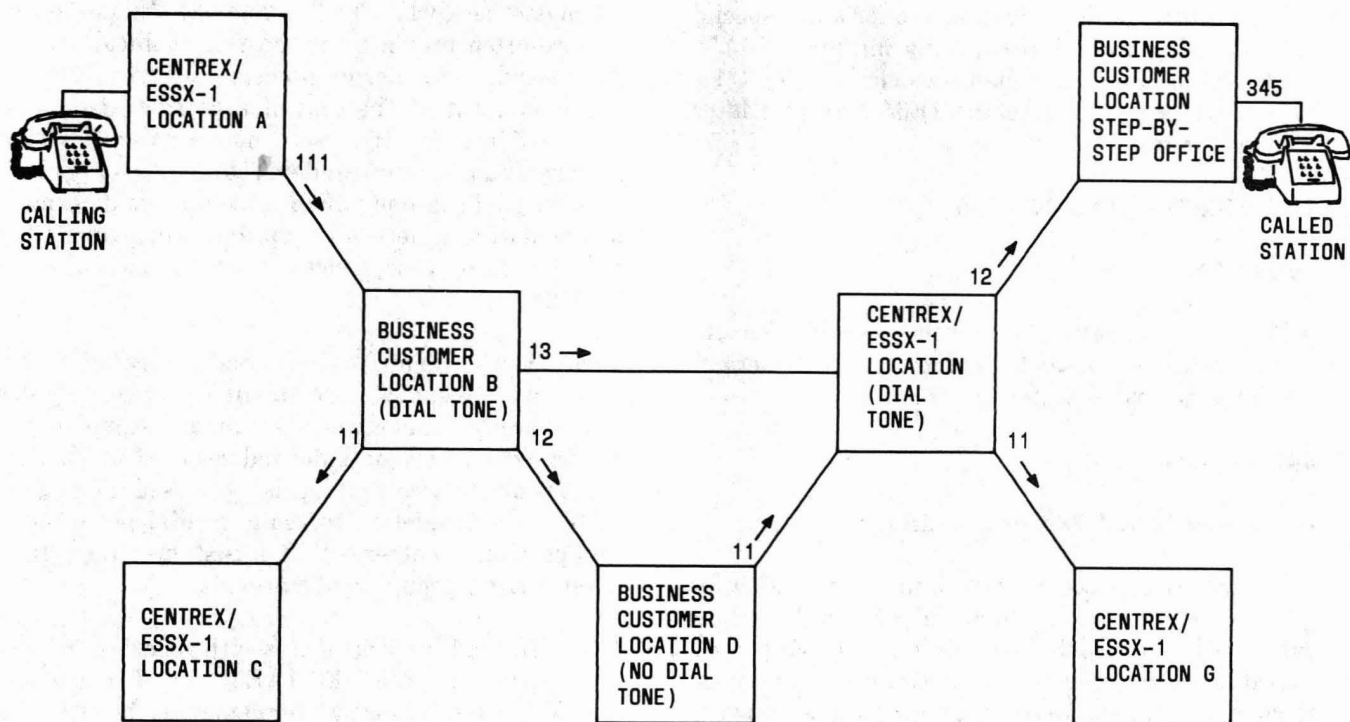 CENTREX/
ESSX-1
LOCATION A
CALLING
STATION
111
BUSINESS
CUSTOMER
LOCATION
STEP-BY-
STEP OFFICE
345
CALLED
STATION
12
BUSINESS
CUSTOMER
LOCATION B
(DIAL TONE)
13
CENTREX/
ESSX-1
LOCATION
(DIAL
TONE)
11
12
11
11
CENTREX/
ESSX-1
LOCATION C
BUSINESS
CUSTOMER
LOCATION D
(NO DIAL
TONE)
CENTREX/
ESSX-1
LOCATION G